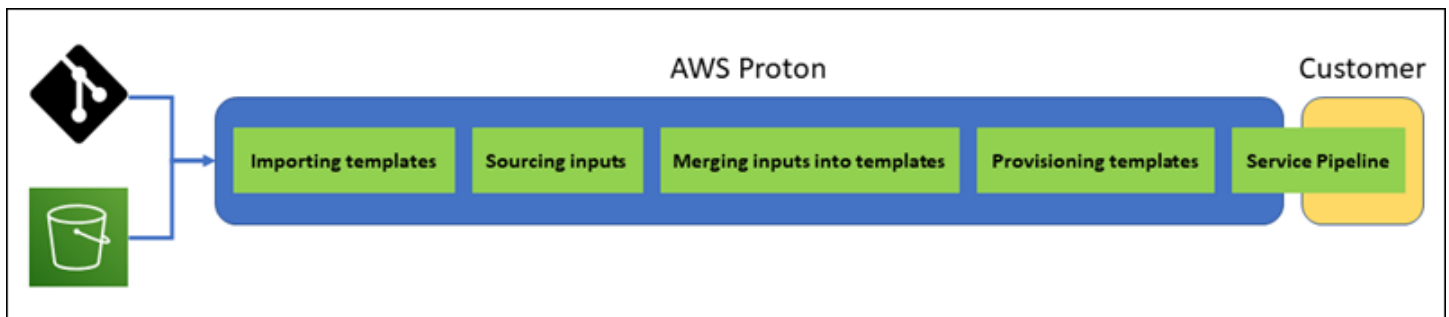 AWS Proton
Customer
Importing templates
Sourcing inputs
Merging inputs into templates
Provisioning templates
Service Pipeline